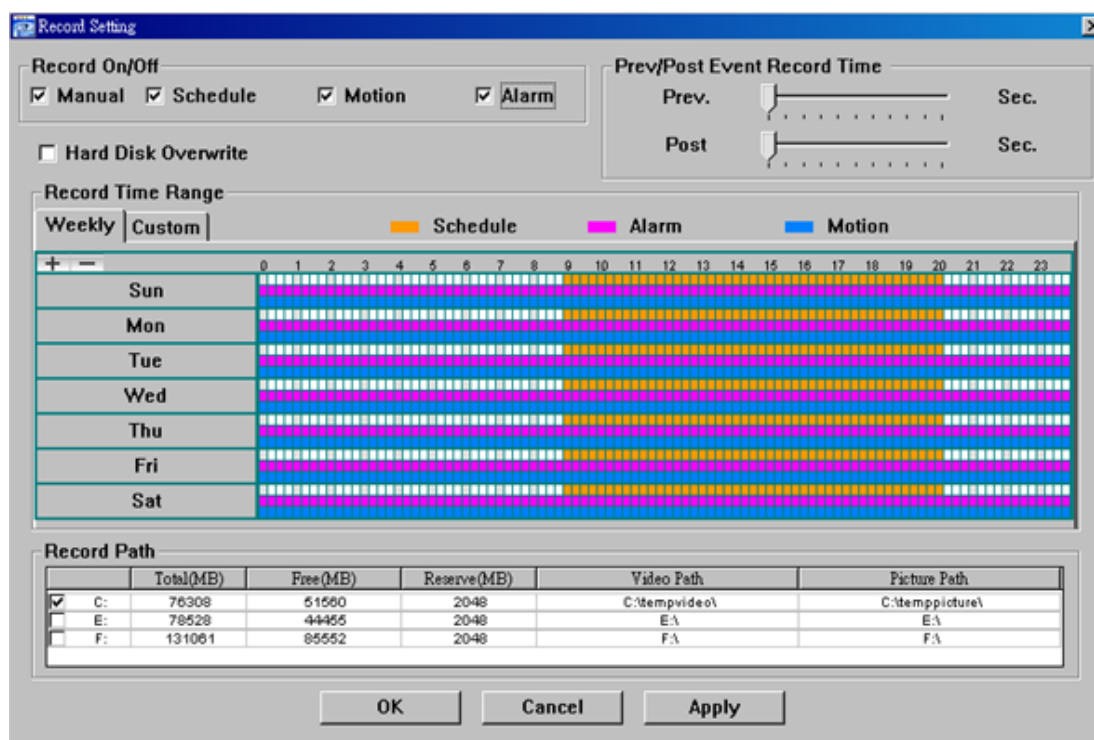 Record Setting
Record On/Off
Manual Schedule Motion Alarm
Prev/Post Event Record Time
Prev. Sec.
Post Sec.
Hard Disk Overwrite
Record Time Range
Weekly Custom Schedule Alarm Motion
+ − 0 1 2 3 4 5 6 7 8 9 10 11 12 13 14 15 16 17 18 19 20 21 22 23
Sun
Mon
Tue
Wed
Thu
Fri
Sat
Record Path
Total(MB) Free(MB) Reserve(MB) Video Path Picture Path
C: 76308 51560 2048 C:\tempvideo\ C:\temppicture\
E: 78528 44455 2048 E:\ E:\
F: 131061 85552 2048 F:\ F:\
OK Cancel Apply